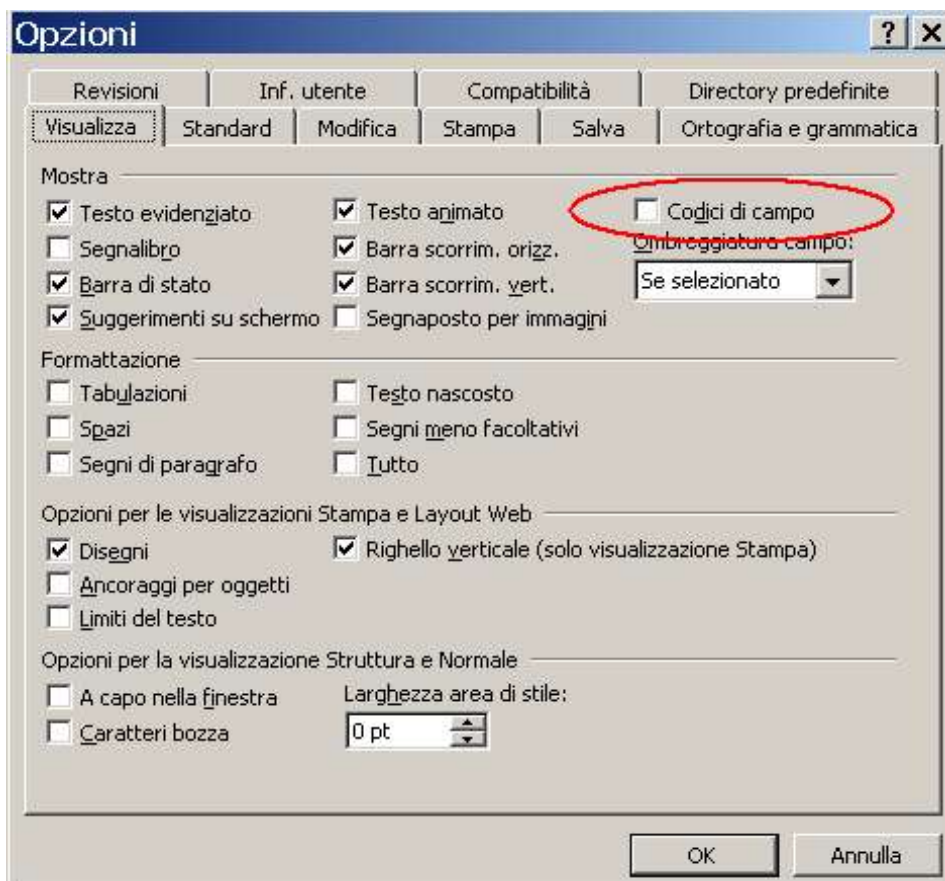 Opzioni
Revisioni Inf. utente Compatibilità Directory predefinite
Visualizza Standard Modifica Stampa Salva Ortografia e grammatica
Mostra
Testo evidenziato Testo animato Codici di campo
Segnalibro Barra scorrim. orizz. Ombreggiatura campo:
Barra di stato Barra scorrim. vert. Se selezionato
Suggerimenti su schermo Segnaposto per immagini
Formattazione
Tabulazioni Testo nascosto
Spazi Segni meno facoltativi
Segni di paragrafo Tutto
Opzioni per le visualizzazioni Stampa e Layout Web
Disegni Righello verticale (solo visualizzazione Stampa)
Ancoraggi per oggetti
Limiti del testo
Opzioni per la visualizzazione Struttura e Normale
A capo nella finestra Larghezza area di stile:
Caratteri bozza 0 pt
OK Annulla